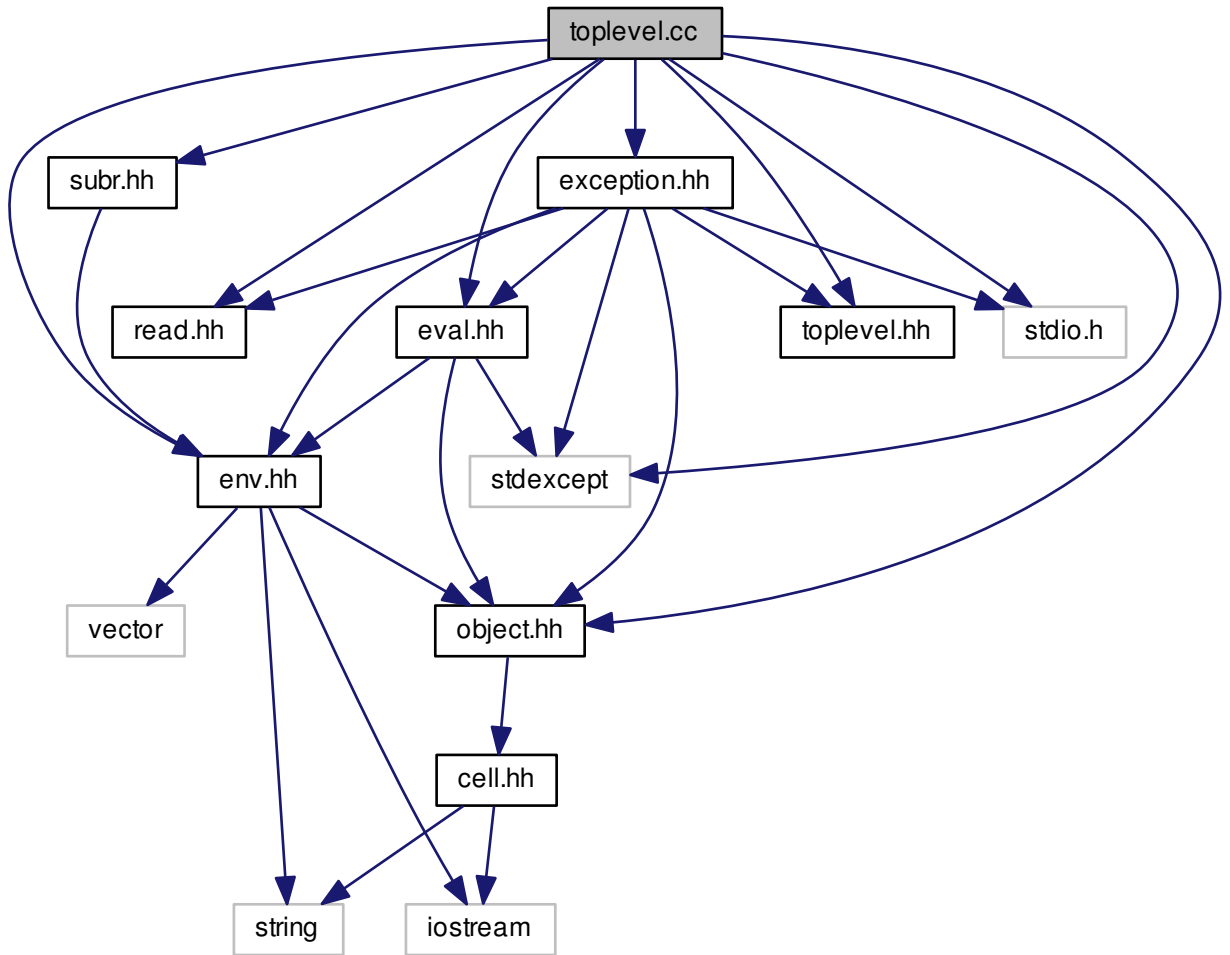 toplevel.cc
subr.hh
exception.hh
read.hh
eval.hh
toplevel.hh
stdio.h
env.hh
stdexcept
vector
object.hh
cell.hh
string
iostream